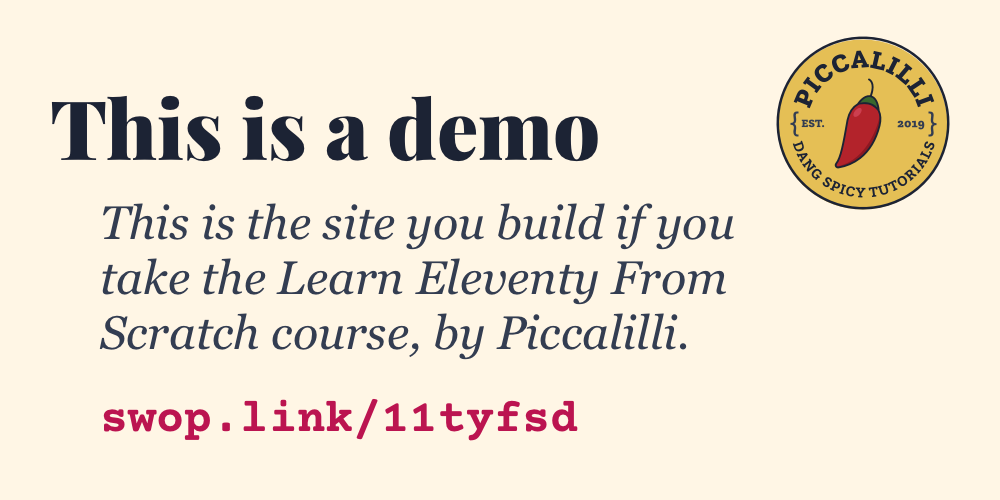 This is a demo
This is the site you build if you
take the Learn Eleventy From
Scratch course, by Piccalilli.
swop.link/11tyfsd
PICCALILLI
{ EST. 2019 }
DANG SPICY TUTORIALS